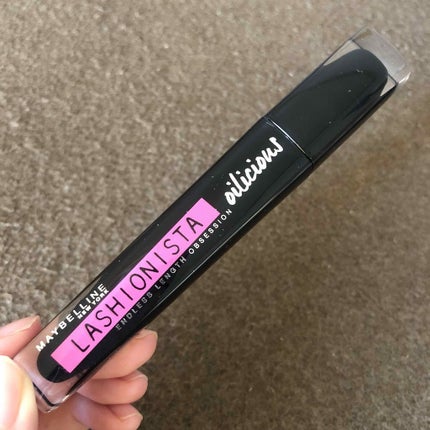 MAYBELLINE
NEW YORK
LASHIONISTA
oilicious
ENDLESS LENGTH OBSESSION